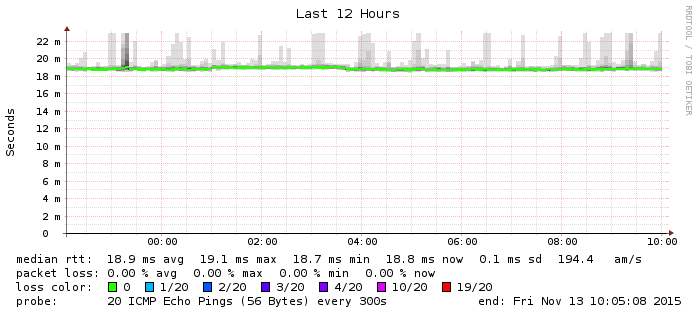 Last 12 Hours
RRDTOOL / TOBI OETIKER
Seconds
22 m
20 m
18 m
16 m
14 m
12 m
10 m
8 m
6 m
4 m
2 m
0
00:00 02:00 04:00 06:00 08:00 10:00
median rtt: 18.9 ms avg 19.1 ms max 18.7 ms min 18.8 ms now 0.1 ms sd 194.4 am/s
packet loss: 0.00 % avg 0.00 % max 0.00 % min 0.00 % now
loss color: 0 1/20 2/20 3/20 4/20 10/20 19/20
probe: 20 ICMP Echo Pings (56 Bytes) every 300s end: Fri Nov 13 10:05:08 2015